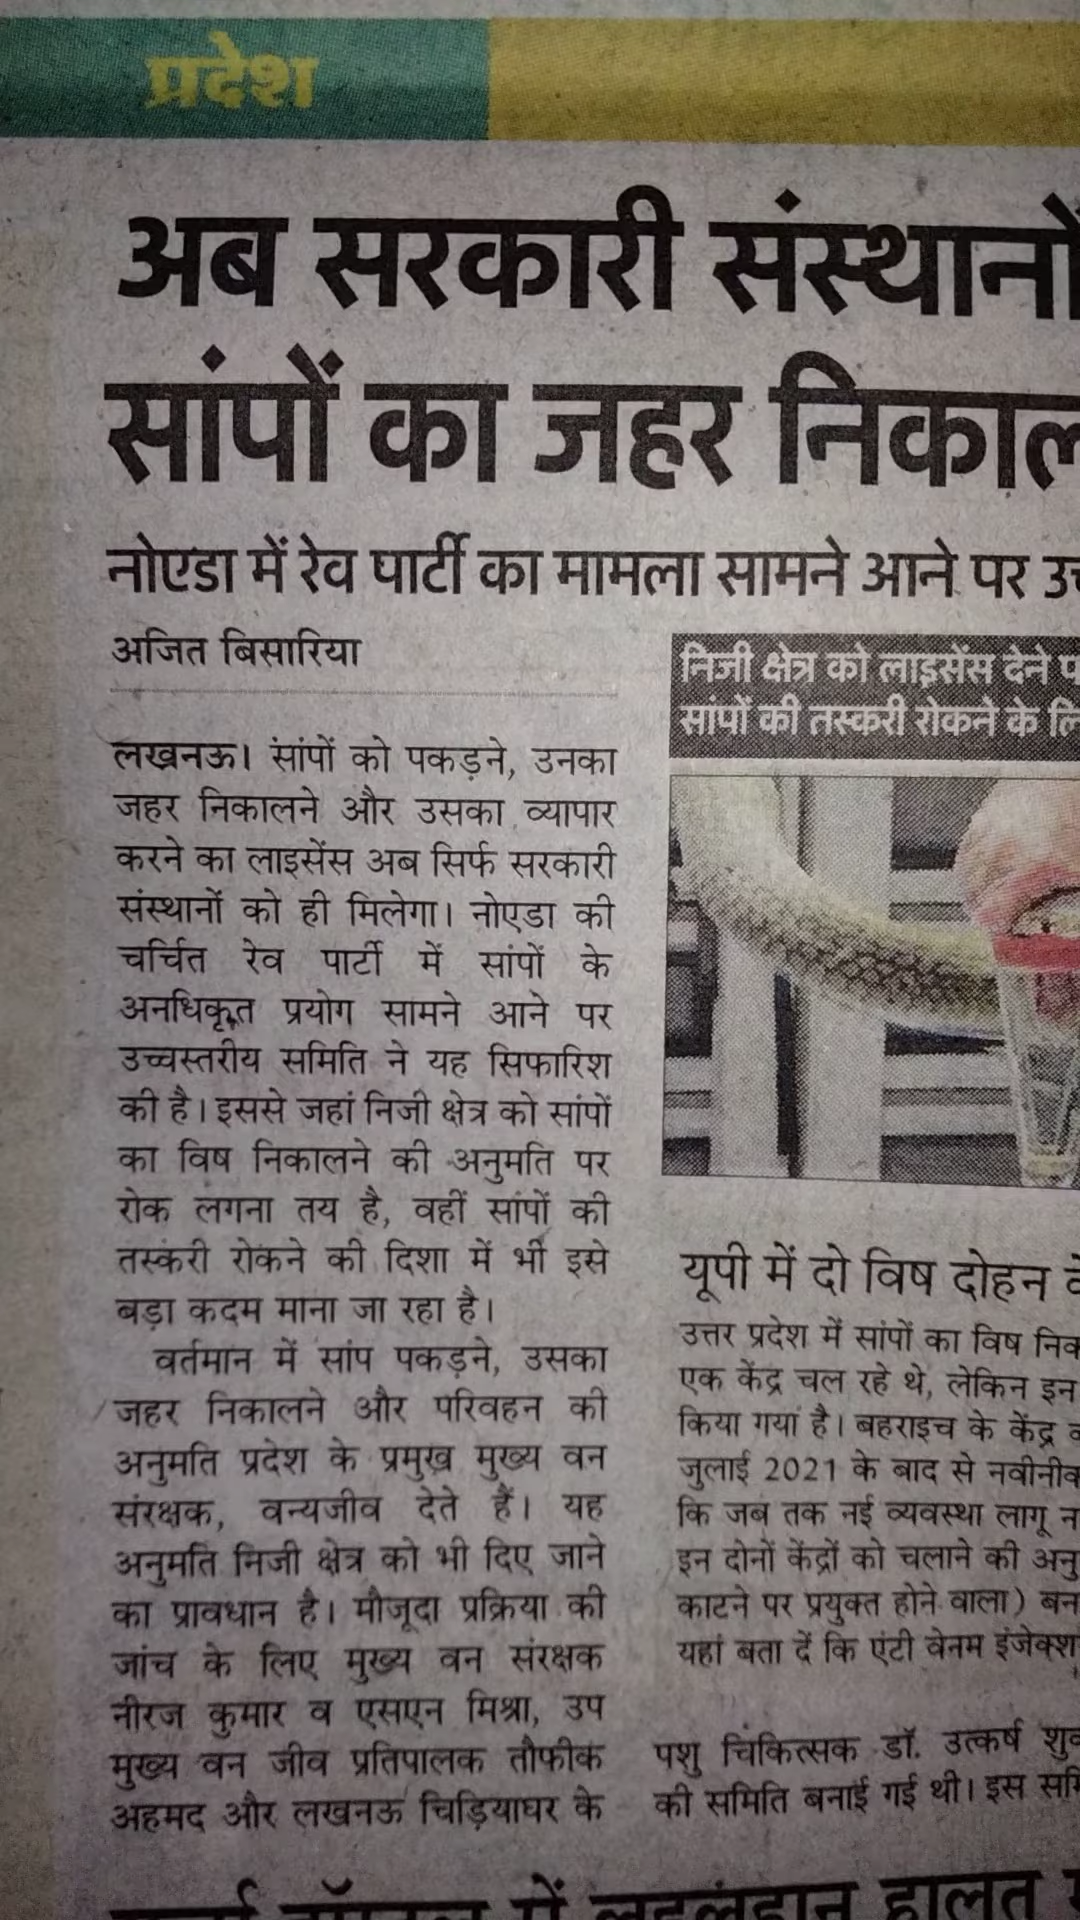 प्रदेश
अब सरकारी संस्थानों
सांपों का जहर निकाल
नोएडा में रेव पार्टी का मामला सामने आने पर
अजित बिसारिया
लखनऊ। सांपों को पकड़ने, उनका
जहर निकालने और उसका व्यापार
करने का लाइसेंस अब सिर्फ सरकारी
संस्थानों को ही मिलेगा। नोएडा की
चर्चित रेव पार्टी में सांपों के
अनधिकृत प्रयोग सामने आने पर
उच्चस्तरीय समिति ने यह सिफारिश
की है। इससे जहां निजी क्षेत्र को सांपों
का विष निकालने की अनुमति पर
रोक लगना तय है, वहीं सांपों की
तस्करी रोकने की दिशा में भी इसे
बड़ा कदम माना जा रहा है।
वर्तमान में सांप पकड़ने, उसका
जहर निकालने और परिवहन की
अनुमति प्रदेश के प्रमुख मुख्य वन
संरक्षक, वन्यजीव देते हैं। यह
अनुमति निजी क्षेत्र को भी दिए जाने
का प्रावधान है। मौजूदा प्रक्रिया की
जांच के लिए मुख्य वन संरक्षक
नीरज कुमार व एसएन मिश्रा, उप
मुख्य वन जीव प्रतिपालक तौफीक
अहमद और लखनऊ चिड़ियाघर के
निजी क्षेत्र को लाइसेंस देने
सांपों की तस्करी रोकने के
यूपी में दो विष दोहन
उत्तर प्रदेश में सांपों का विष
एक केंद्र चल रहे थे, लेकिन इन
किया गया है। बहराइच के केंद्र
जुलाई 2021 के बाद से
कि जब तक नई व्यवस्था लागू
इन दोनों केंद्रों को चलाने की
काटने पर प्रयुक्त होने वाला)
यहां बता दें कि एंटी वेनम
पशु चिकित्सक डॉ. उत्कर्ष
की समिति बनाई गई थी। इस
में लहूलुहान हालत